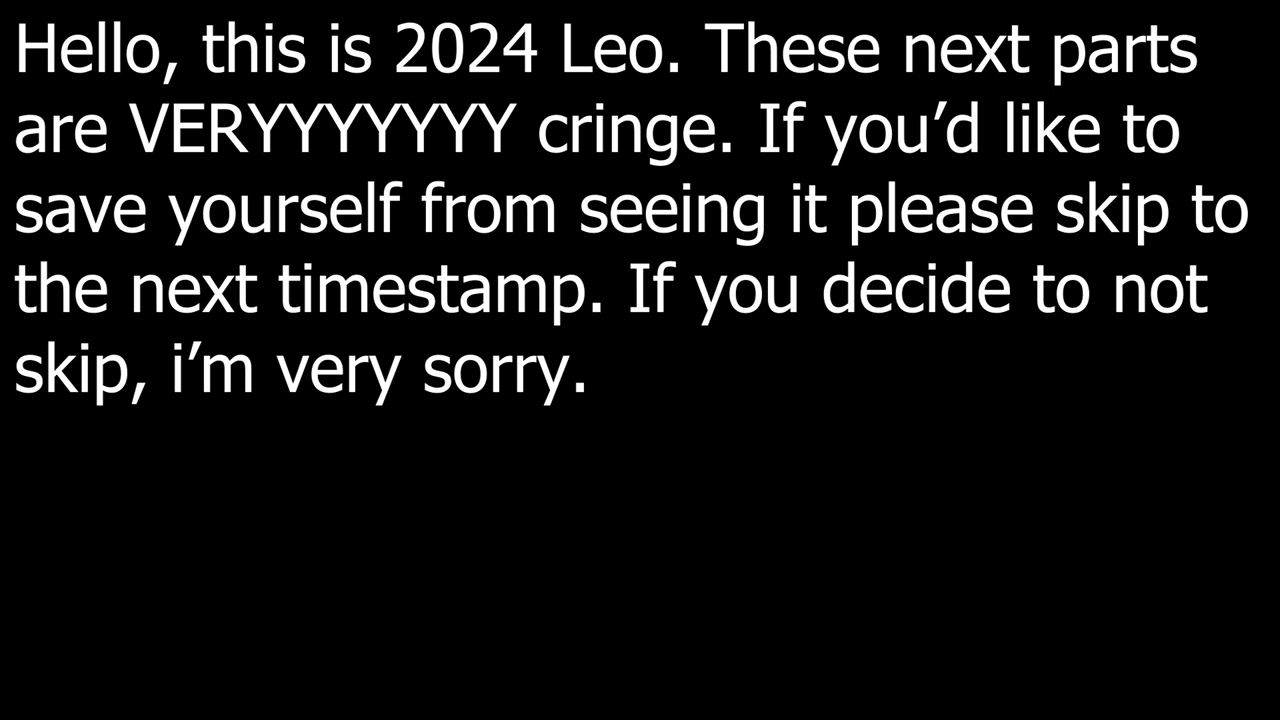 Hello, this is 2024 Leo. These next parts
are VERYYYYYYY cringe. If you’d like to
save yourself from seeing it please skip to
the next timestamp. If you decide to not
skip, i’m very sorry.